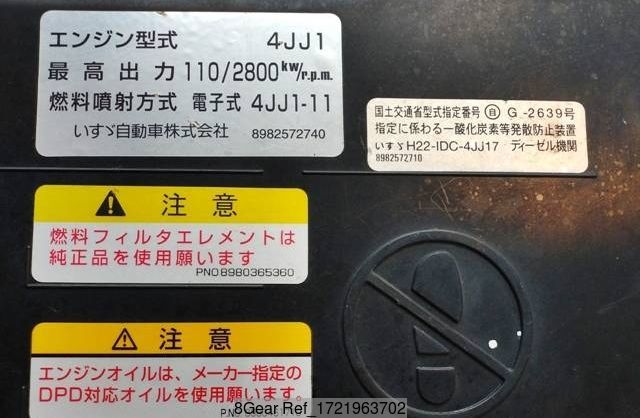 エンジン型式 4JJ1
最高出力 110/2800kw/r.p.m.
燃料噴射方式 電子式 4JJ1-11
いすゞ自動車株式会社 8982572740
国土交通省型式指定番号 自 G-2639号
指定に係わる一酸化炭素等発散防止装置
いすゞH22-IDC-4JJ17 ディーゼル機関
8982572710
注意
燃料フィルタエレメントは
純正品を使用願います
PNO8980365360
注意
エンジンオイルは、メーカー指定の
DPD対応オイルを使用願います。
8Gear Ref_1721963702